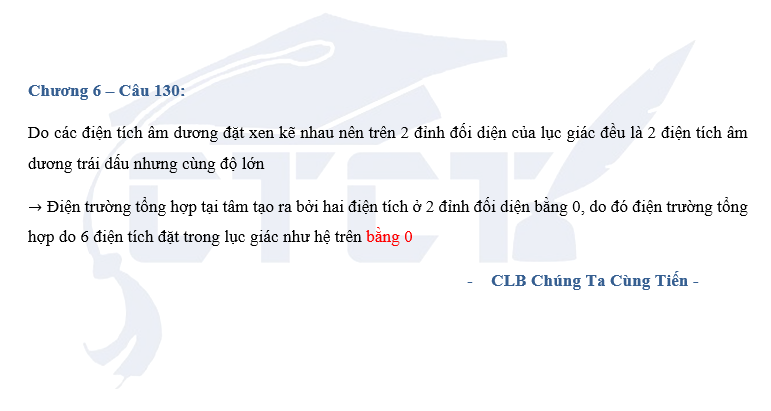 Chương 6 – Câu 130:
Do các điện tích âm dương đặt xen kẽ nhau nên trên 2 đỉnh đối diện của lục giác đều là 2 điện tích âm
dương trái dấu nhưng cùng độ lớn
→ Điện trường tổng hợp tại tâm tạo ra bởi hai điện tích ở 2 đỉnh đối diện bằng 0, do đó điện trường tổng
hợp do 6 điện tích đặt trong lục giác như hệ trên bằng 0
- CLB Chúng Ta Cùng Tiến -
CTCT